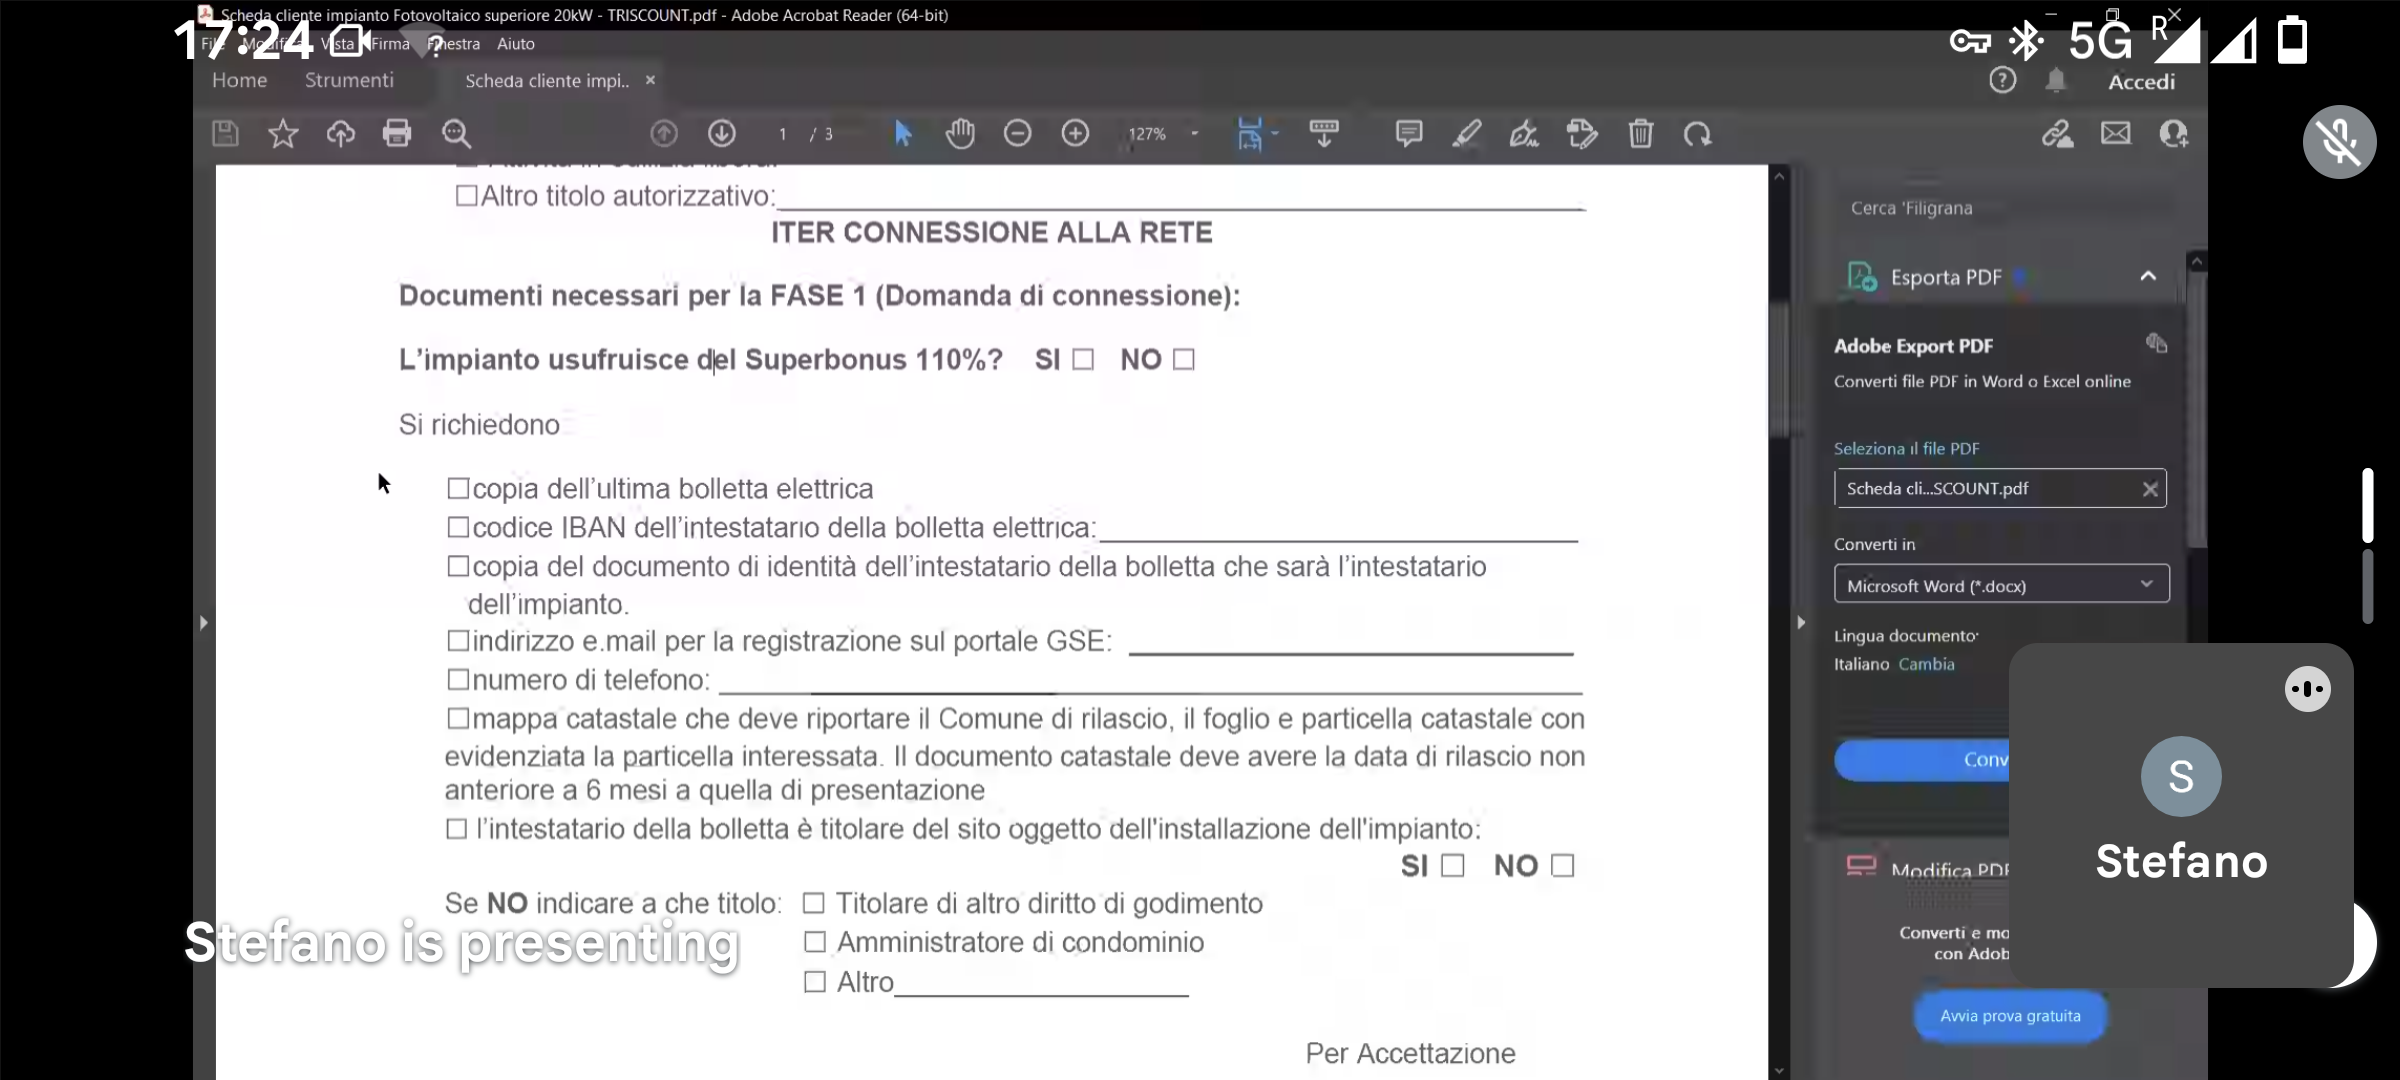 Scheda cliente impianto Fotovoltaico superiore 20kW - TRISCOUNT.pdf - Adobe Acrobat Reader (64-bit)
17:24
5G R
File Modifica Vista Firma Finestra Aiuto
Home Strumenti Scheda cliente impi..
Accedi
1 / 3
127%
Altro titolo autorizzativo:
ITER CONNESSIONE ALLA RETE
Documenti necessari per la FASE 1 (Domanda di connessione):
L'impianto usufruisce del Superbonus 110%? SI ☐ NO ☐
Si richiedono
☐copia dell'ultima bolletta elettrica
☐codice IBAN dell'intestatario della bolletta elettrica:
☐copia del documento di identità dell'intestatario della bolletta che sarà l'intestatario
dell'impianto.
☐indirizzo e.mail per la registrazione sul portale GSE:
☐numero di telefono:
☐mappa catastale che deve riportare il Comune di rilascio, il foglio e particella catastale con
evidenziata la particella interessata. Il documento catastale deve avere la data di rilascio non
anteriore a 6 mesi a quella di presentazione
☐ l'intestatario della bolletta è titolare del sito oggetto dell'installazione dell'impianto:
SI ☐ NO ☐
Se NO indicare a che titolo: ☐ Titolare di altro diritto di godimento
☐ Amministratore di condominio
☐ Altro
Per Accettazione
Stefano is presenting
Cerca 'Filigrana
Esporta PDF
Adobe Export PDF
Converti file PDF in Word o Excel online
Seleziona il file PDF
Scheda cli...SCOUNT.pdf
Converti in
Microsoft Word (*.docx)
Lingua documento:
Italiano Cambia
Conv
Modifica PDF
Converti e mo
con Adob
Avvia prova gratuita
S
Stefano